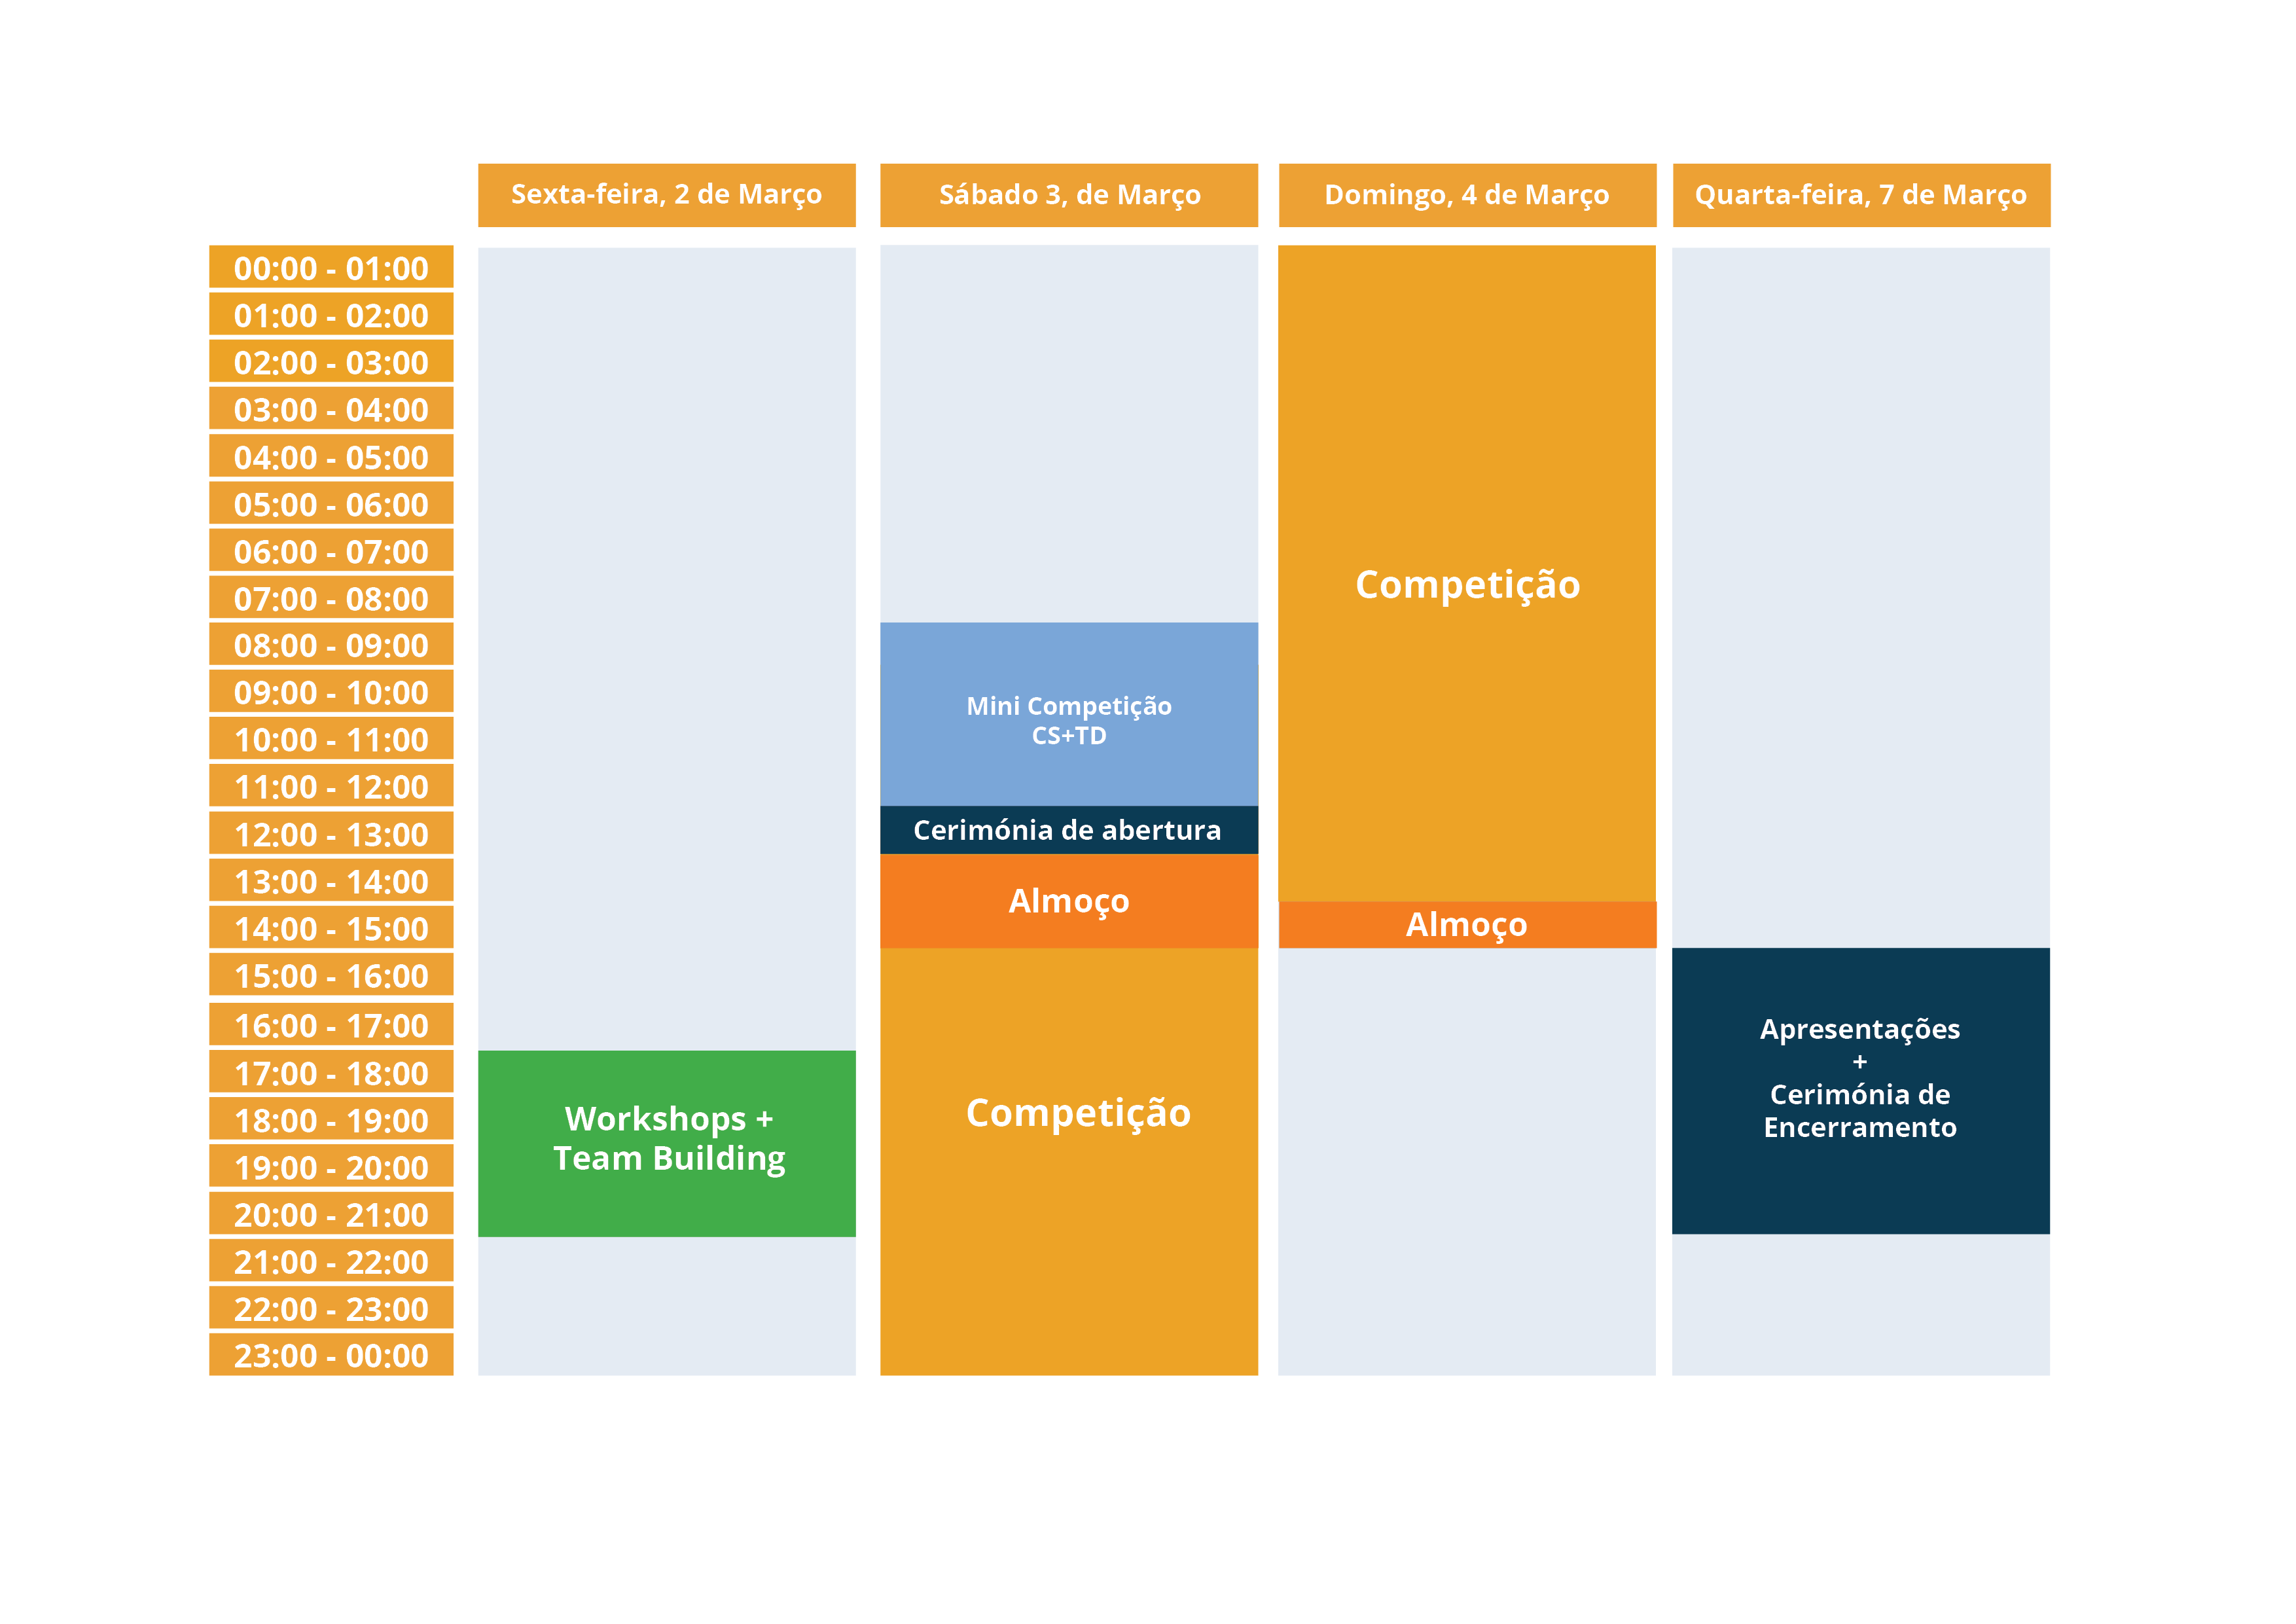 Sexta-feira, 2 de Março
Sábado 3, de Março
Domingo, 4 de Março
Quarta-feira, 7 de Março
00:00 - 01:00
01:00 - 02:00
02:00 - 03:00
03:00 - 04:00
04:00 - 05:00
05:00 - 06:00
06:00 - 07:00
07:00 - 08:00
08:00 - 09:00
09:00 - 10:00
10:00 - 11:00
11:00 - 12:00
12:00 - 13:00
13:00 - 14:00
14:00 - 15:00
15:00 - 16:00
16:00 - 17:00
17:00 - 18:00
18:00 - 19:00
19:00 - 20:00
20:00 - 21:00
21:00 - 22:00
22:00 - 23:00
23:00 - 00:00
Workshops +
Team Building
Mini Competição
CS+TD
Cerimónia de abertura
Almoço
Competição
Competição
Almoço
Apresentações
+
Cerimónia de
Encerramento